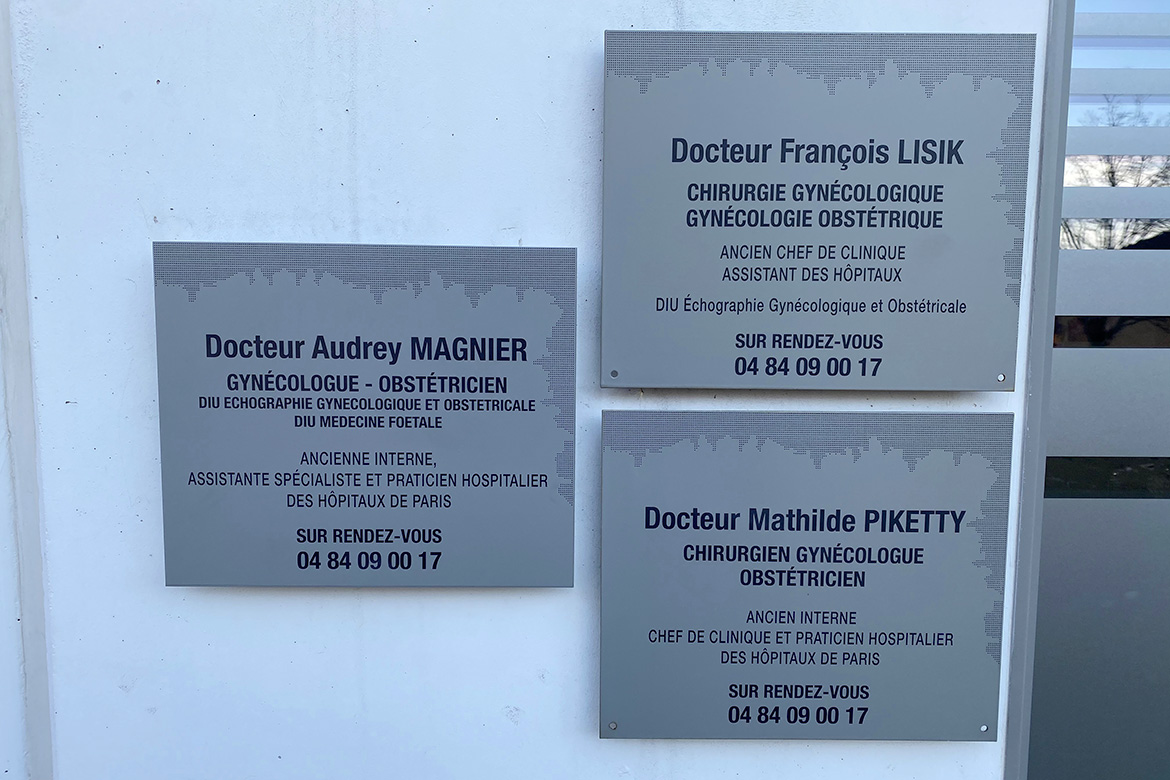 Docteur François LISIK
CHIRURGIE GYNÉCOLOGIQUE
GYNÉCOLOGIE OBSTÉTRIQUE
ANCIEN CHEF DE CLINIQUE
ASSISTANT DES HÔPITAUX
DIU Échographie Gynécologique et Obstétricale
SUR RENDEZ-VOUS
04 84 09 00 17
Docteur Audrey MAGNIER
GYNÉCOLOGUE - OBSTÉTRICIEN
DIU ECHOGRAPHIE GYNECOLOGIQUE ET OBSTETRICALE
DIU MEDECINE FOETALE
ANCIENNE INTERNE,
ASSISTANTE SPÉCIALISTE ET PRATICIEN HOSPITALIER
DES HÔPITAUX DE PARIS
SUR RENDEZ-VOUS
04 84 09 00 17
Docteur Mathilde PIKETTY
CHIRURGIEN GYNÉCOLOGUE
OBSTÉTRICIEN
ANCIEN INTERNE
CHEF DE CLINIQUE ET PRATICIEN HOSPITALIER
DES HÔPITAUX DE PARIS
SUR RENDEZ-VOUS
04 84 09 00 17